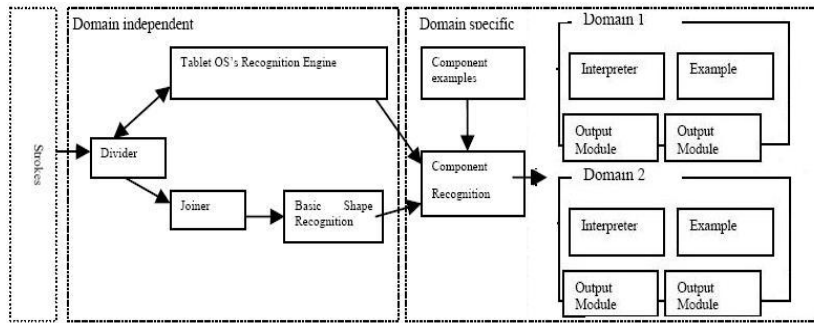 Strokes
Domain independent
Tablet OS's Recognition Engine
Divider
Joiner
Basic Shape
Recognition
Domain specific
Component
examples
Component
Recognition
Domain 1
Interpreter
Example
Output
Module
Output
Module
Domain 2
Interpreter
Example
Output
Module
Output
Module